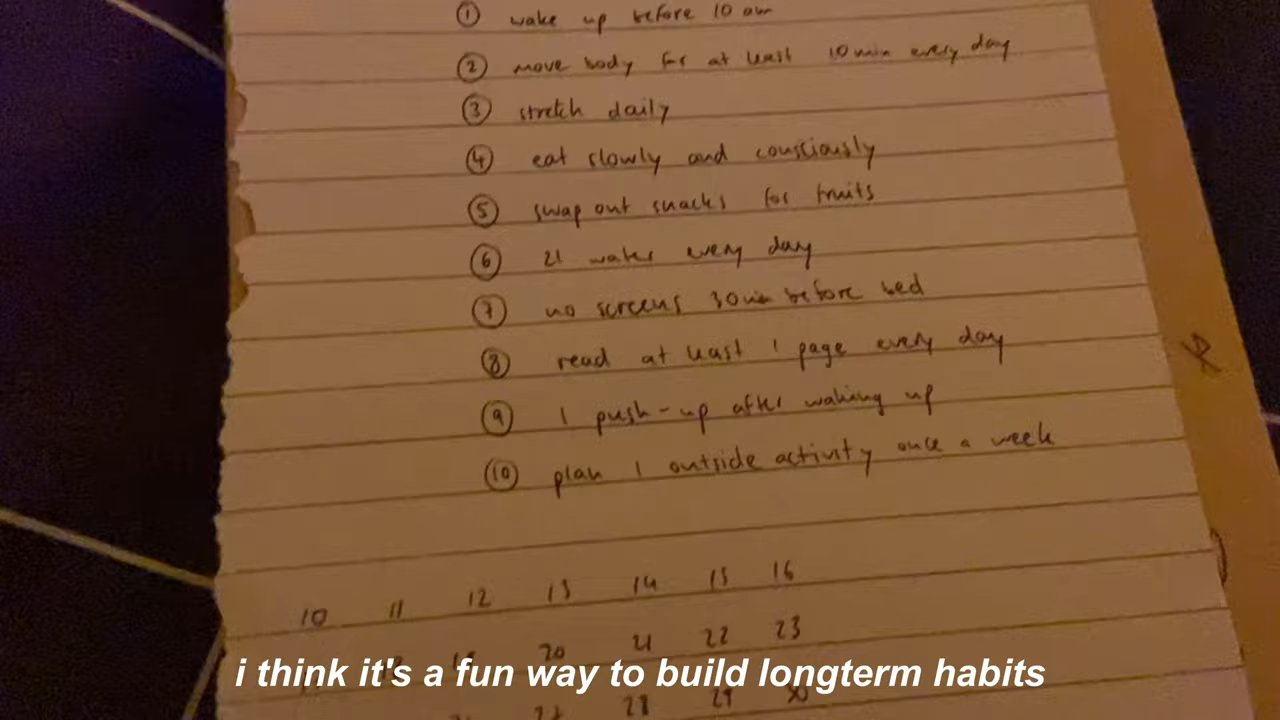 ① wake up before 10 am
② move body for at least 10 min every day
③ stretch daily
④ eat slowly and consciously
⑤ swap out snacks for fruits
⑥ 2l water every day
⑦ no screens 30 min before bed
⑧ read at least 1 page every day
⑨ 1 push-up after waking up
⑩ plan 1 outside activity once a week
10 11 12 13 14 15 16
20 21 22 23
28 29 30
i think it's a fun way to build longterm habits